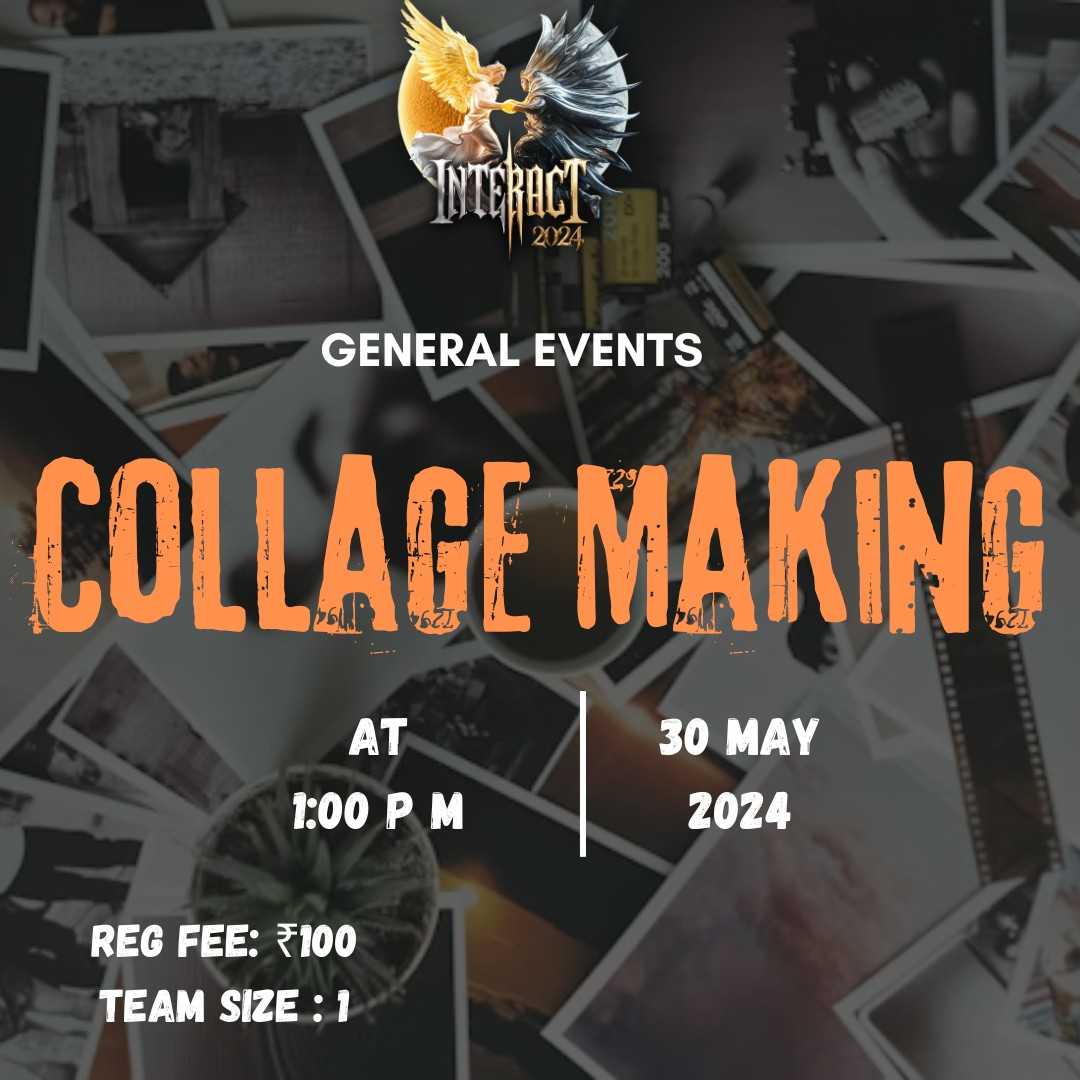 INTERACT
2024
GENERAL EVENTS
COLLAGE MAKING
AT
1:00 P M
30 MAY
2024
REG FEE: ₹100
TEAM SIZE : 1